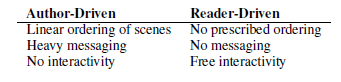 Author-Driven Reader-Driven
Linear ordering of scenes No prescribed ordering
Heavy messaging No messaging
No interactivity Free interactivity